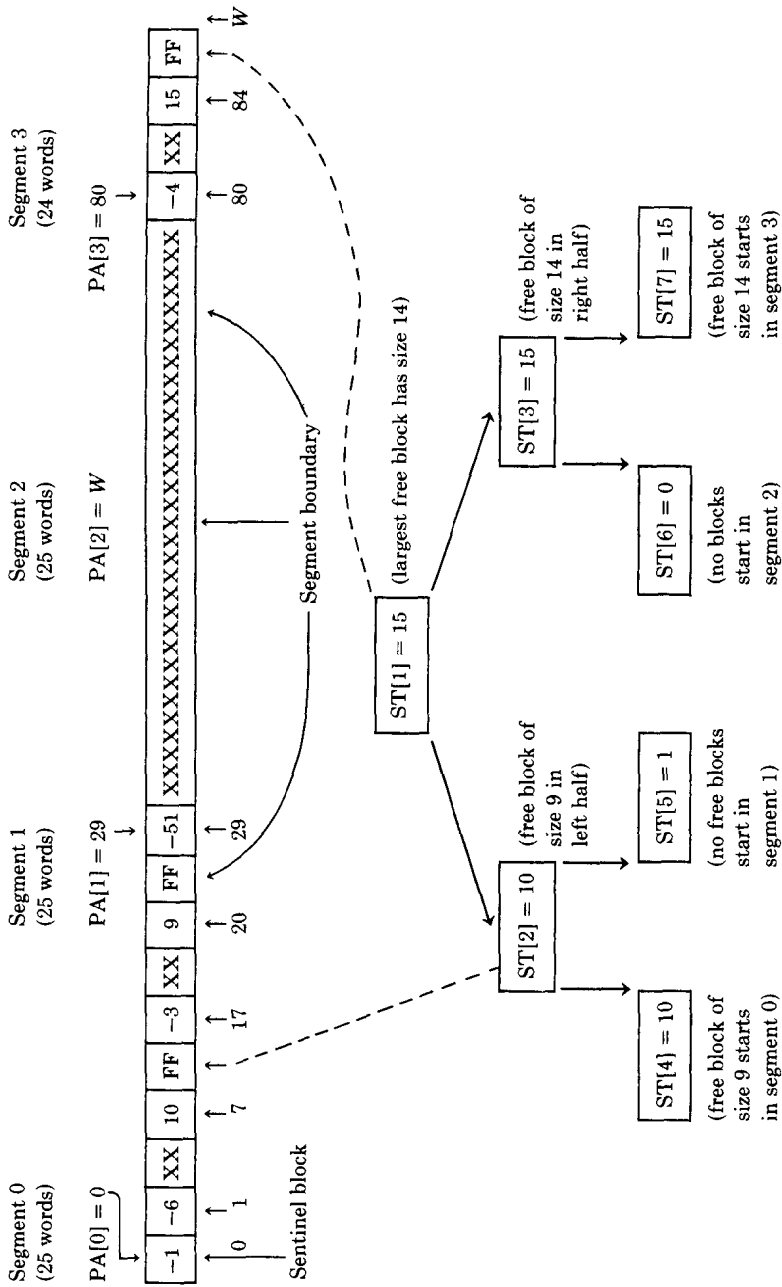 Segment 0
(25 words)
Segment 1
(25 words)
Segment 2
(25 words)
Segment 3
(24 words)
PA[0] = 0
PA[1] = 29
PA[2] = W
PA[3] = 80
−1 −6 XX 10 FF −3 XX 9 FF −51 XXXXXXXXXXXXXXXXXXXXXXXXXXXXXXXXXX −4 XX 15 FF
0 1 7 17 20 29 80 84 W
Sentinel block
Segment boundary
ST[1] = 15
(largest free block has size 14)
ST[2] = 10
(free block of
size 9 in
left half)
ST[3] = 15
(free block of
size 14 in
right half)
ST[4] = 10
(free block of
size 9 starts
in segment 0)
ST[5] = 1
(no free blocks
start in
segment 1)
ST[6] = 0
(no blocks
start in
segment 2)
ST[7] = 15
(free block of
size 14 starts
in segment 3)